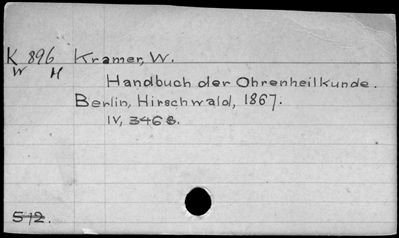 K 896 Kramer, W.
W H
Handbuch der Ohrenheilkunde.
Berlin, Hirschwald, 1867.
IV, 346 S.
512.